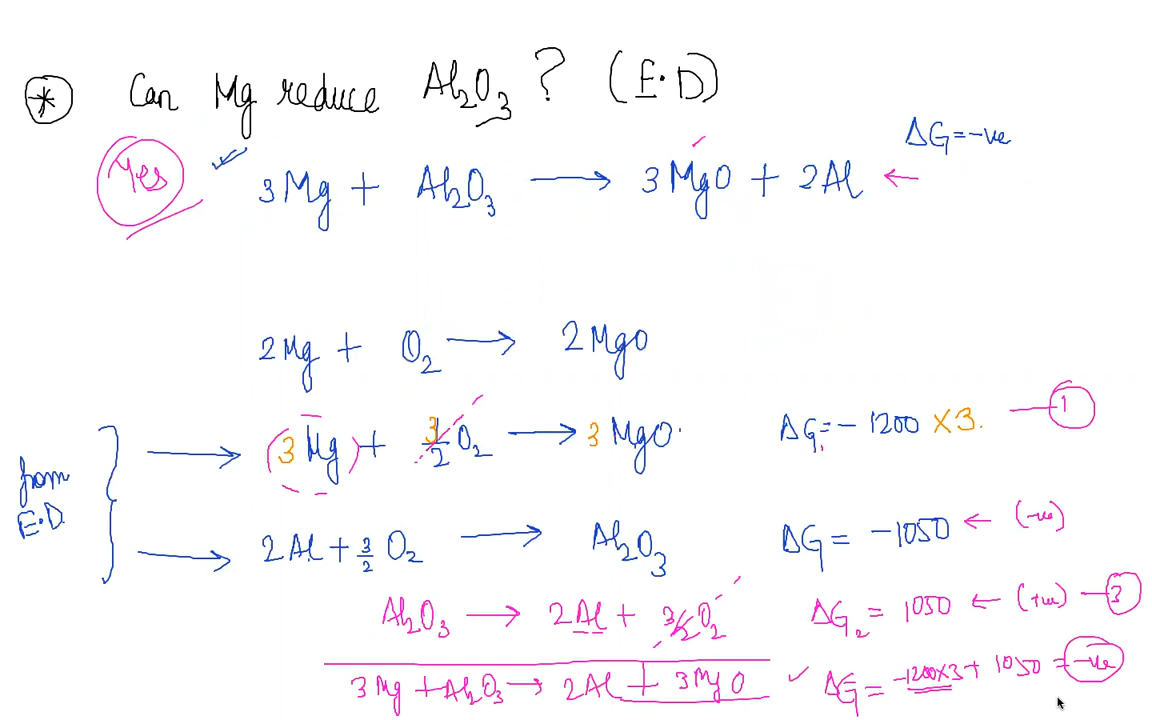 * Can Mg reduce Al₂O₃? (E.D)
ΔG = -ve
Yes ✓ 3Mg + Al₂O₃ → 3MgO + 2Al ←
2Mg + O₂ → 2MgO
→ (3Mg) + 3/2 O₂ → 3MgO. ΔG₁ = -1200 × 3. — 1
from
E.D
→ 2Al + 3/2 O₂ → Al₂O₃ ΔG = -1050 ← (-ve)
Al₂O₃ → 2Al + 3/2 O₂ ΔG₂ = 1050 ← (+ve) — 3
3Mg + Al₂O₃ → 2Al + 3MgO ✓ ΔG = -1200×3 + 1050 = -ve